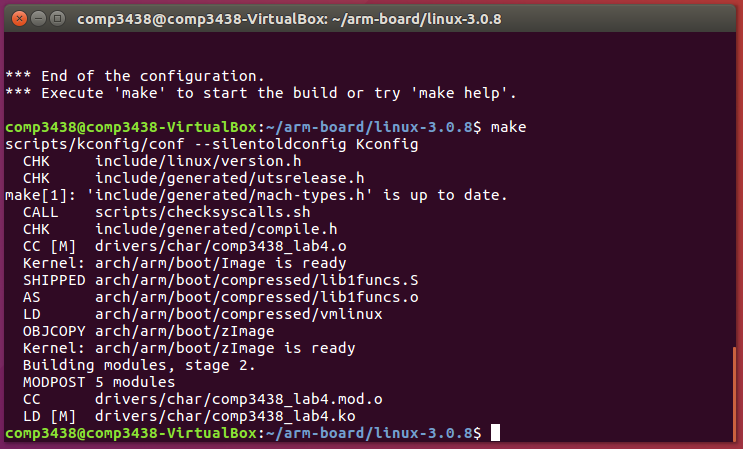 comp3438@comp3438-VirtualBox: ~/arm-board/linux-3.0.8
*** End of the configuration.
*** Execute 'make' to start the build or try 'make help'.
comp3438@comp3438-VirtualBox:~/arm-board/linux-3.0.8$ make
scripts/kconfig/conf --silentoldconfig Kconfig
  CHK     include/linux/version.h
  CHK     include/generated/utsrelease.h
make[1]: 'include/generated/mach-types.h' is up to date.
  CALL    scripts/checksyscalls.sh
  CHK     include/generated/compile.h
  CC [M]  drivers/char/comp3438_lab4.o
  Kernel: arch/arm/boot/Image is ready
  SHIPPED arch/arm/boot/compressed/lib1funcs.S
  AS      arch/arm/boot/compressed/lib1funcs.o
  LD      arch/arm/boot/compressed/vmlinux
  OBJCOPY arch/arm/boot/zImage
  Kernel: arch/arm/boot/zImage is ready
  Building modules, stage 2.
  MODPOST 5 modules
  CC      drivers/char/comp3438_lab4.mod.o
  LD [M]  drivers/char/comp3438_lab4.ko
comp3438@comp3438-VirtualBox:~/arm-board/linux-3.0.8$